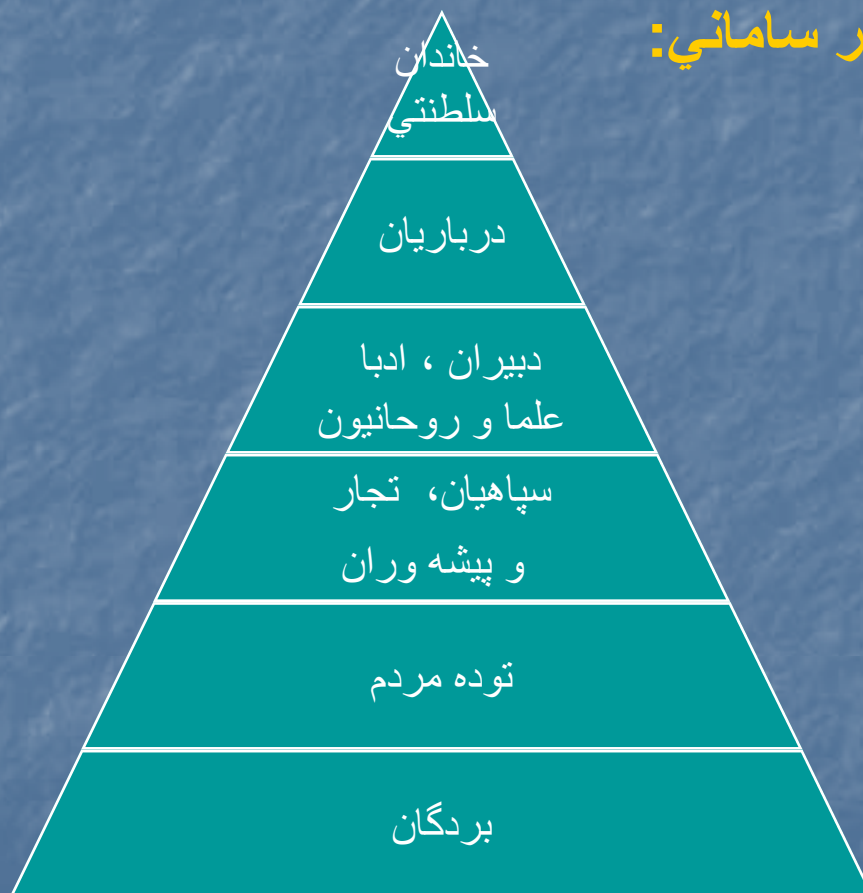 ر ساماني:
خاندان
سلطنتي
درباريان
دبيران ، ادبا
علما و روحانيون
سپاهيان، تجار
و پيشه وران
توده مردم
بردگان